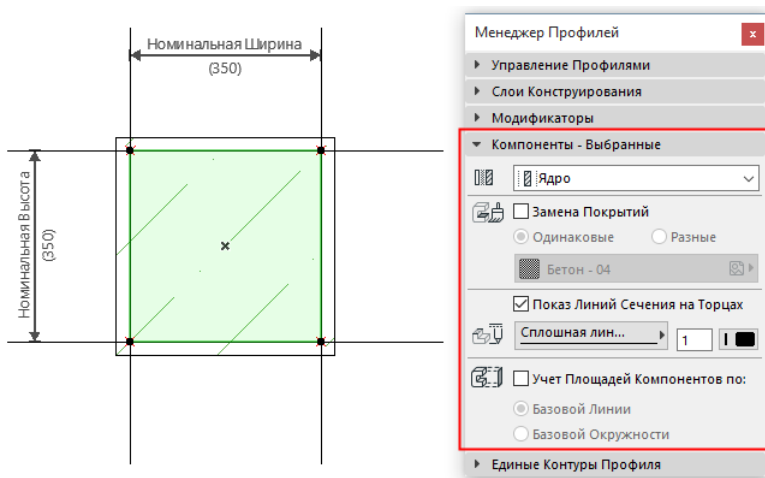 Номинальная Ширина
(350)
Номинальная Высота
(350)
Менеджер Профилей
x
Управление Профилями
Слои Конструирования
Модификаторы
Компоненты - Выбранные
Ядро
Замена Покрытий
Одинаковые Разные
Бетон - 04
Показ Линий Сечения на Торцах
Сплошная лин... 1
Учет Площадей Компонентов по:
Базовой Линии
Базовой Окружности
Единые Контуры Профиля